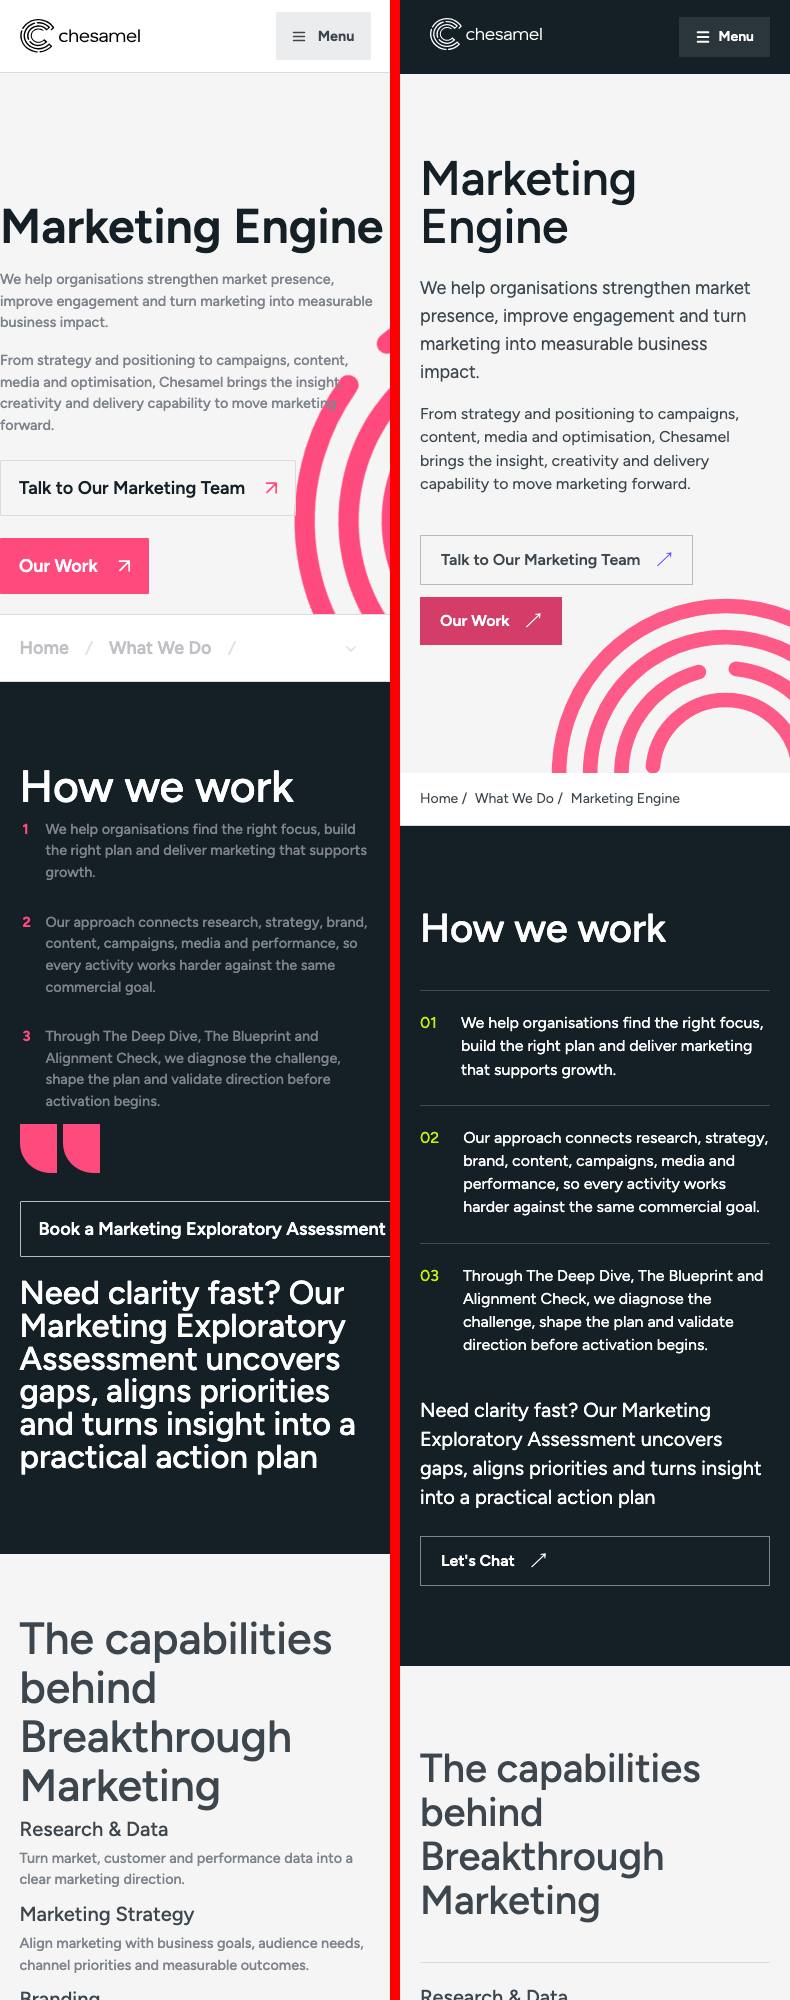 chesamel
Menu
Marketing Engine
We help organisations strengthen market presence,
improve engagement and turn marketing into measurable
business impact.
From strategy and positioning to campaigns, content,
media and optimisation, Chesamel brings the insight,
creativity and delivery capability to move marketing
forward.
Talk to Our Marketing Team
Our Work
Home / What We Do /
How we work
1 We help organisations find the right focus, build
the right plan and deliver marketing that supports
growth.
2 Our approach connects research, strategy, brand,
content, campaigns, media and performance, so
every activity works harder against the same
commercial goal.
3 Through The Deep Dive, The Blueprint and
Alignment Check, we diagnose the challenge,
shape the plan and validate direction before
activation begins.
Book a Marketing Exploratory Assessment
Need clarity fast? Our
Marketing Exploratory
Assessment uncovers
gaps, aligns priorities
and turns insight into a
practical action plan
The capabilities
behind
Breakthrough
Marketing
Research & Data
Turn market, customer and performance data into a
clear marketing direction.
Marketing Strategy
Align marketing with business goals, audience needs,
channel priorities and measurable outcomes.
Branding
chesamel
Menu
Marketing
Engine
We help organisations strengthen market
presence, improve engagement and turn
marketing into measurable business
impact.
From strategy and positioning to campaigns,
content, media and optimisation, Chesamel
brings the insight, creativity and delivery
capability to move marketing forward.
Talk to Our Marketing Team
Our Work
Home / What We Do / Marketing Engine
How we work
01 We help organisations find the right focus,
build the right plan and deliver marketing
that supports growth.
02 Our approach connects research, strategy,
brand, content, campaigns, media and
performance, so every activity works
harder against the same commercial goal.
03 Through The Deep Dive, The Blueprint and
Alignment Check, we diagnose the
challenge, shape the plan and validate
direction before activation begins.
Need clarity fast? Our Marketing
Exploratory Assessment uncovers
gaps, aligns priorities and turns insight
into a practical action plan
Let's Chat
The capabilities
behind
Breakthrough
Marketing
Research & Data